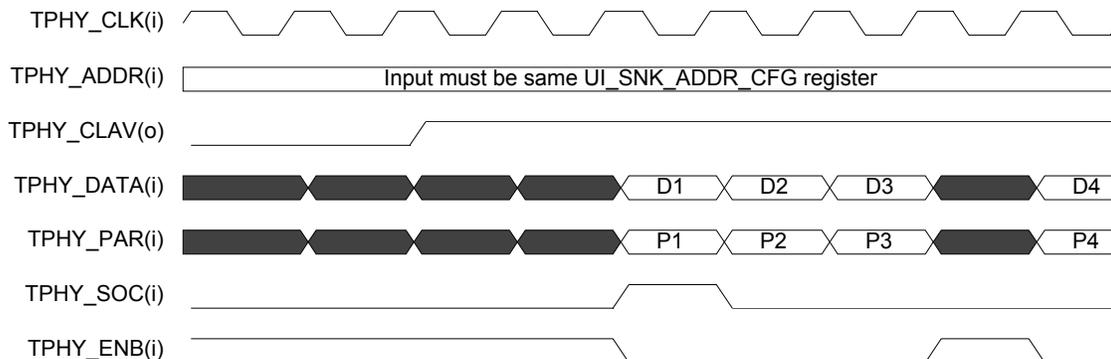 TPHY_CLK(i)
TPHY_ADDR(i) Input must be same UI_SNK_ADDR_CFG register
TPHY_CLAV(o)
TPHY_DATA(i) D1 D2 D3 D4
TPHY_PAR(i) P1 P2 P3 P4
TPHY_SOC(i)
TPHY_ENB(i)